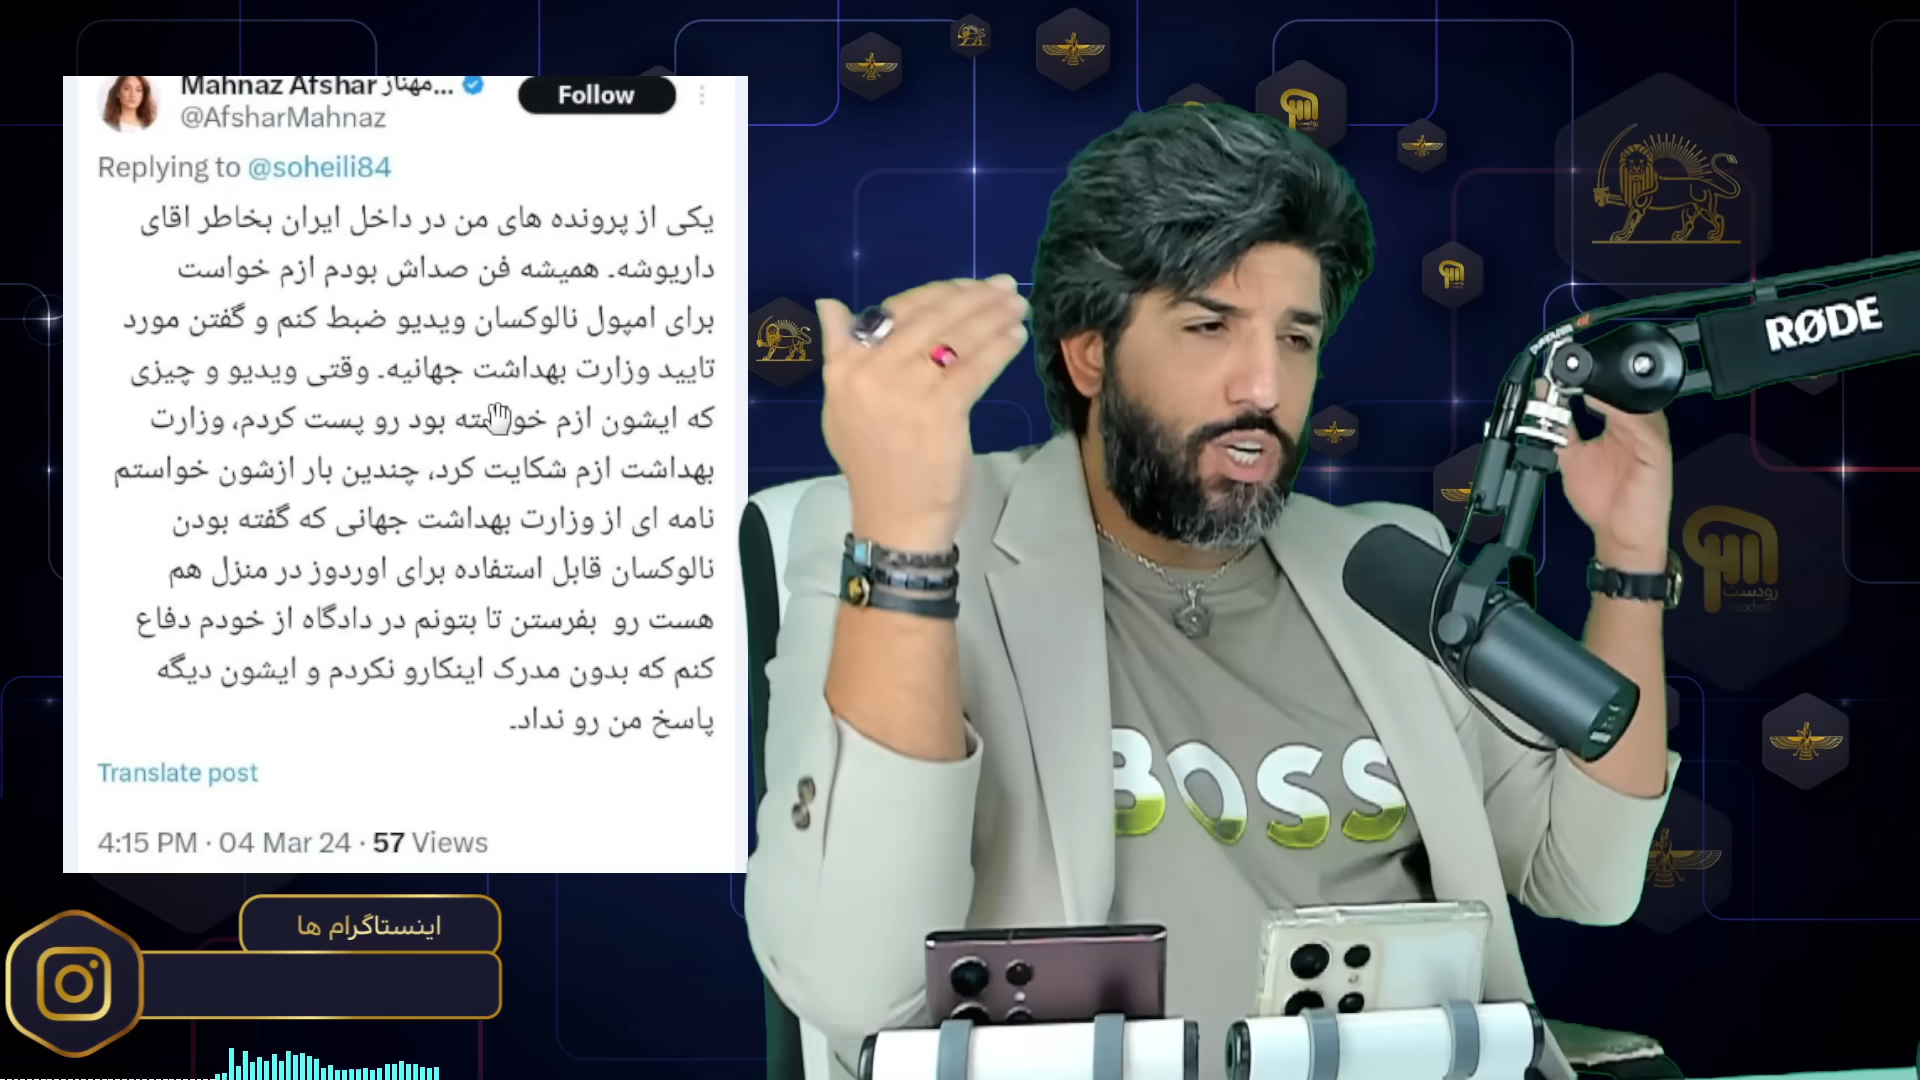 Mahnaz Afshar مهناز...
Follow
@AfsharMahnaz
Replying to @soheili84
یکی از پرونده های من در داخل ایران بخاطر اقای
داریوشه. همیشه فن صداش بودم ازم خواست
برای امپول نالوکسان ویدیو ضبط کنم و گفتن مورد
تایید وزارت بهداشت جهانیه. وقتی ویدیو و چیزی
که ایشون ازم خواسته بود رو پست کردم، وزارت
بهداشت ازم شکایت کرد، چندین بار ازشون خواستم
نامه ای از وزارت بهداشت جهانی که گفته بودن
نالوکسان قابل استفاده برای اوردوز در منزل هم
هست رو بفرستن تا بتونم در دادگاه از خودم دفاع
کنم که بدون مدرک اینکارو نکردم و ایشون دیگه
پاسخ من رو نداد.
Translate post
4:15 PM · 04 Mar 24 · 57 Views
اینستاگرام ها
RØDE
BOSS
رودست